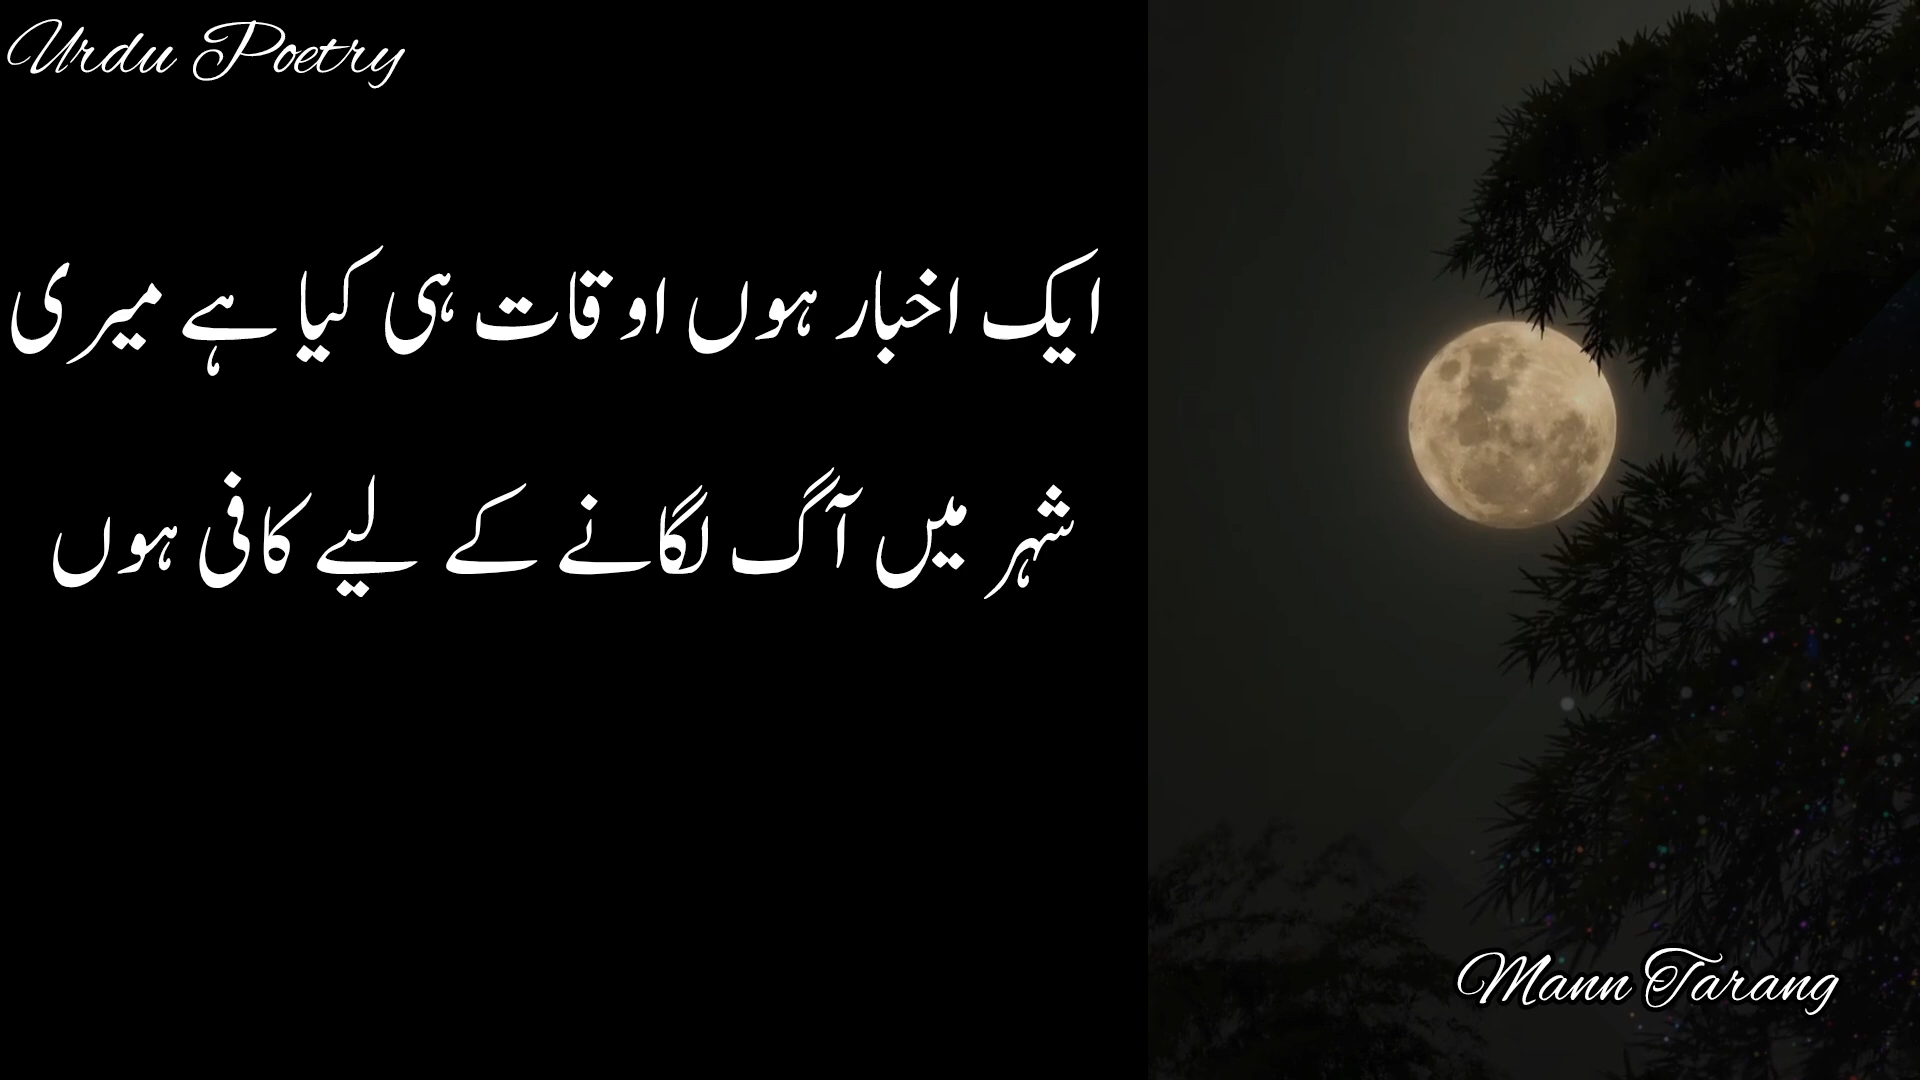 Urdu Poetry
ایک اخبار ہوں اوقات ہی کیا ہے میری
شہر میں آگ لگانے کے لیے کافی ہوں
Mann Tarang